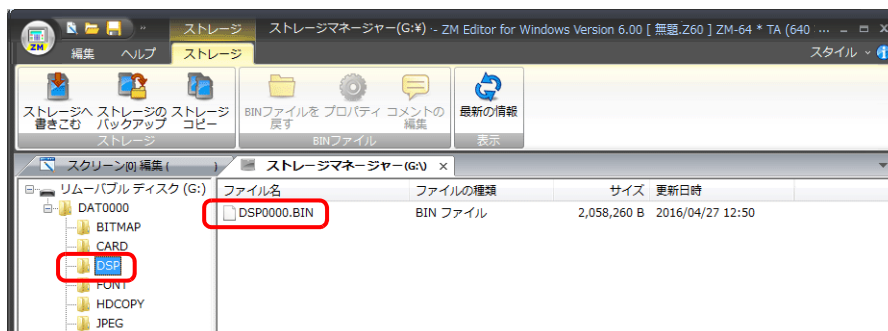 ストレージ ストレージマネージャー(G:¥) - ZM Editor for Windows Version 6.00 [ 無題.Z60 ] ZM-64 * TA (640 ...
ZM
編集 ヘルプ ストレージ スタイル
ストレージへ書きこむ
ストレージのバックアップ
ストレージコピー
BINファイルを戻す
プロパティ
コメントの編集
最新の情報
ストレージ BINファイル 表示
スクリーン[0] 編集 ( ) ストレージマネージャー(G:\) ×
リムーバブル ディスク (G:) ファイル名 ファイルの種類 サイズ 更新日時
DAT0000 DSP0000.BIN BIN ファイル 2,058,260 B 2016/04/27 12:50
BITMAP
CARD
DSP
FONT
HDCOPY
JPEG